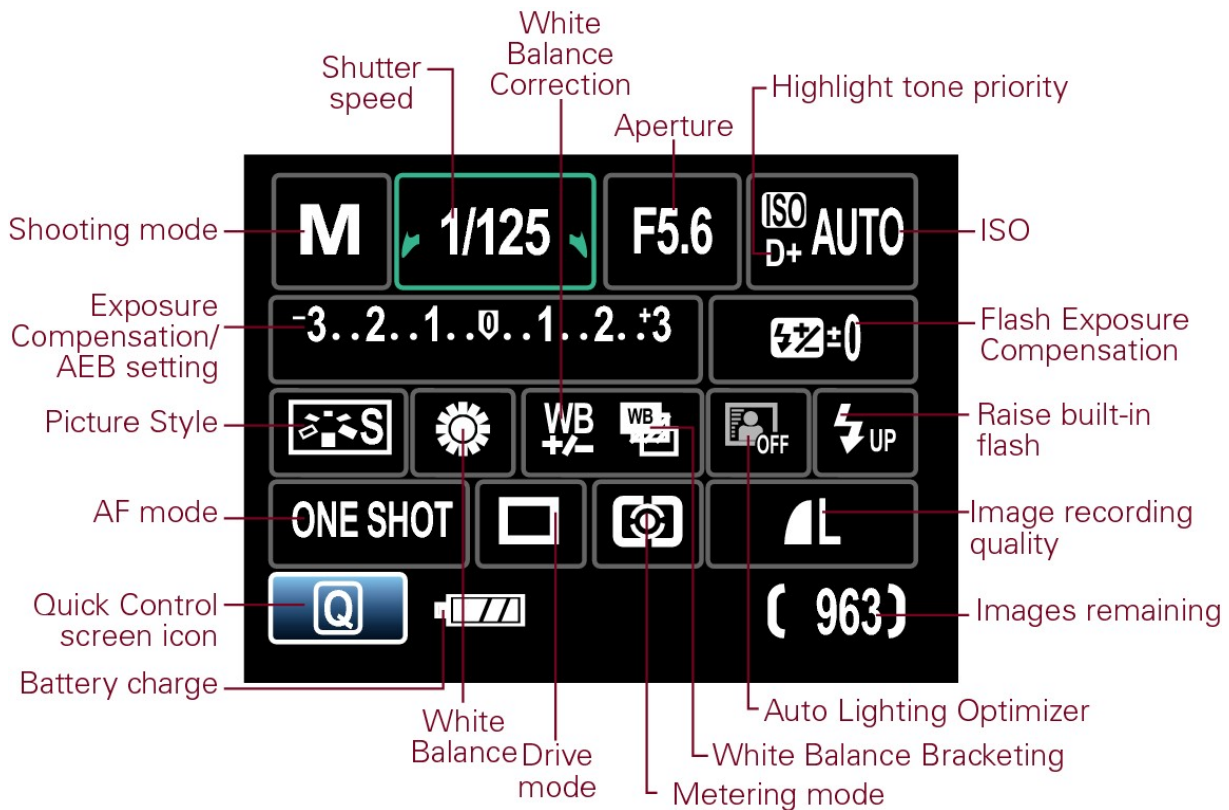 White
Balance
Correction
Shutter
speed
Highlight tone priority
Aperture
Shooting mode
M
1/125
F5.6
ISO
D+
AUTO
ISO
Exposure
Compensation/
AEB setting
-3..2..1..0..1..2..+3
±0
Flash Exposure
Compensation
Picture Style
S
WB
+/-
WB
OFF
UP
Raise built-in
flash
AF mode
ONE SHOT
L
Image recording
quality
Quick Control
screen icon
Q
( 963 )
Images remaining
Battery charge
White
Balance
Drive
mode
Auto Lighting Optimizer
White Balance Bracketing
Metering mode